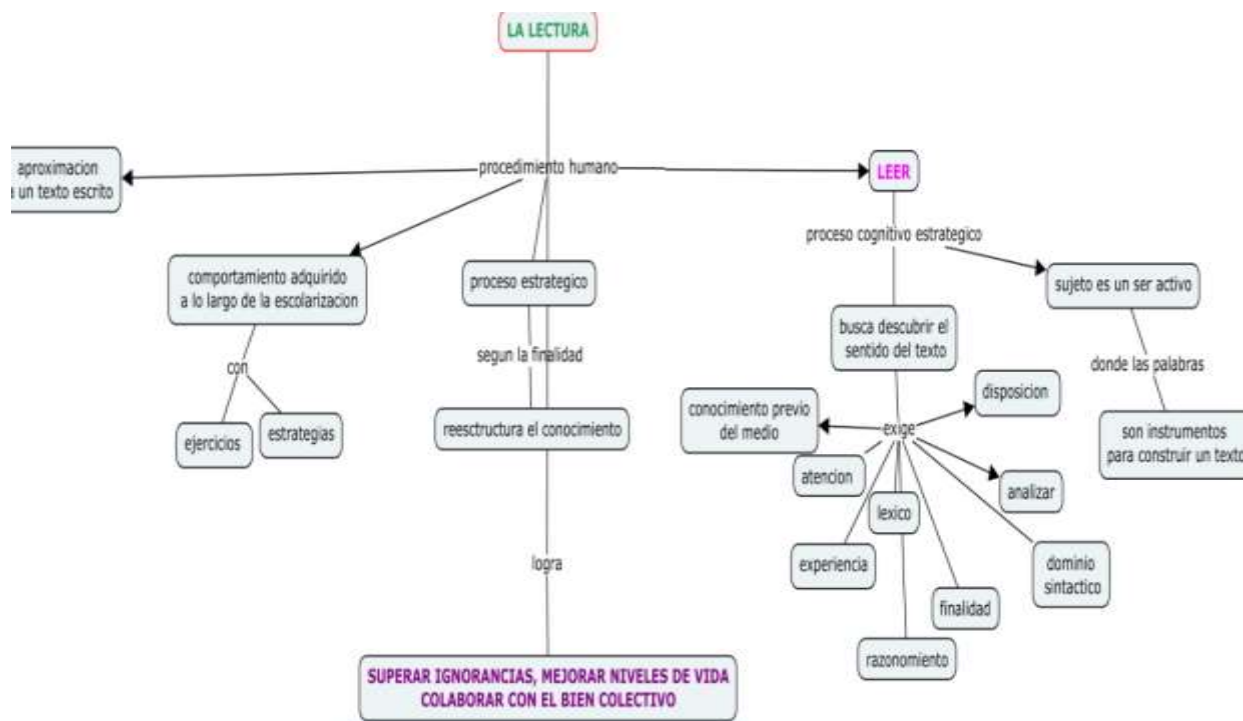 LA LECTURA
procedimiento humano
aproximacion
a un texto escrito
LEER
comportamiento adquirido
a lo largo de la escolarizacion
con
ejercicios
estrategias
proceso estrategico
segun la finalidad
reesctructura el conocimiento
logra
SUPERAR IGNORANCIAS, MEJORAR NIVELES DE VIDA
COLABORAR CON EL BIEN COLECTIVO
proceso cognitivo estrategico
busca descubrir el
sentido del texto
exige
conocimiento previo
del medio
atencion
experiencia
lexico
razonomiento
finalidad
dominio
sintactico
analizar
disposicion
sujeto es un ser activo
donde las palabras
son instrumentos
para construir un texto